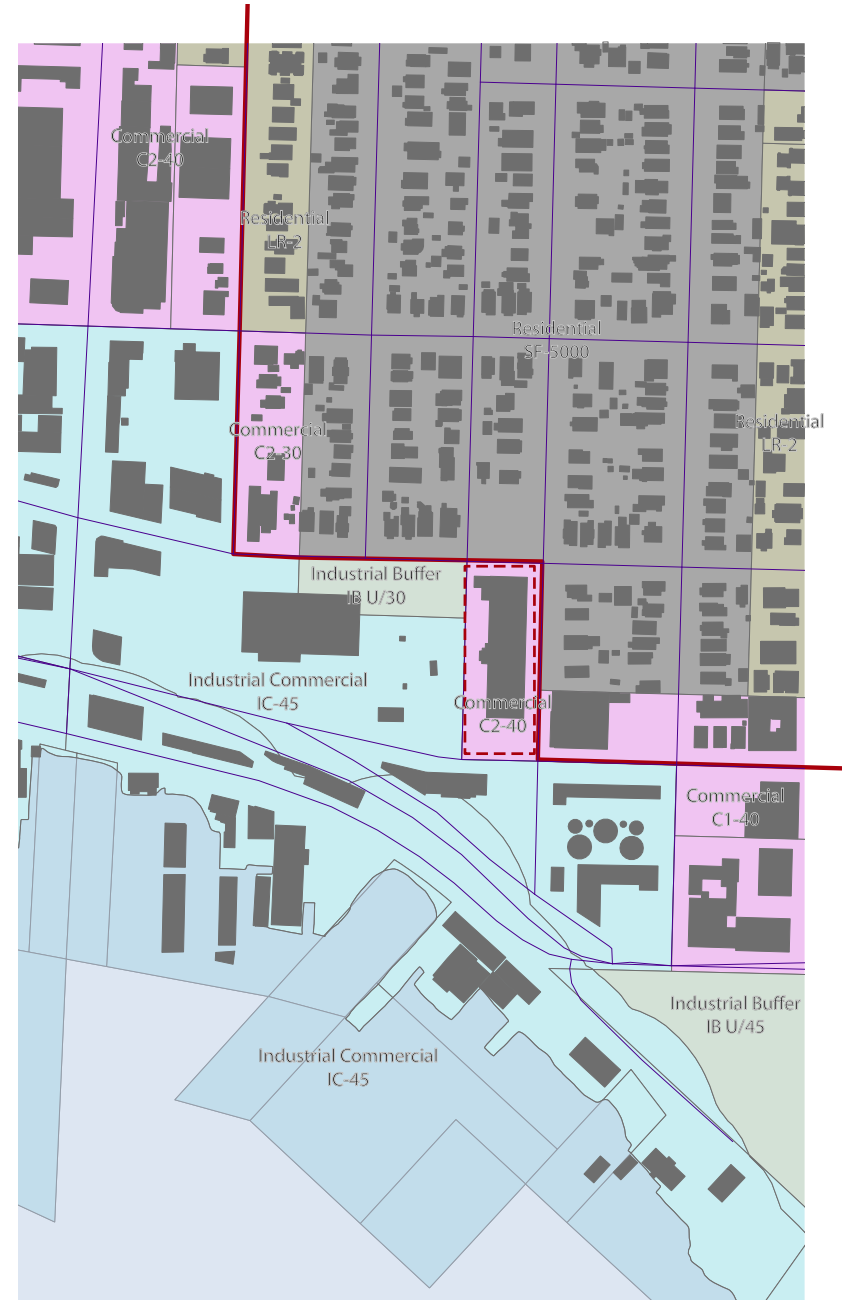 Commercial
C2-40
Residential
LR-2
Residential
SF-5000
Commercial
C2-30
Residential
LR-2
Industrial Buffer
IB U/30
Industrial Commercial
IC-45
Commercial
C2-40
Commercial
C1-40
Industrial Buffer
IB U/45
Industrial Commercial
IC-45